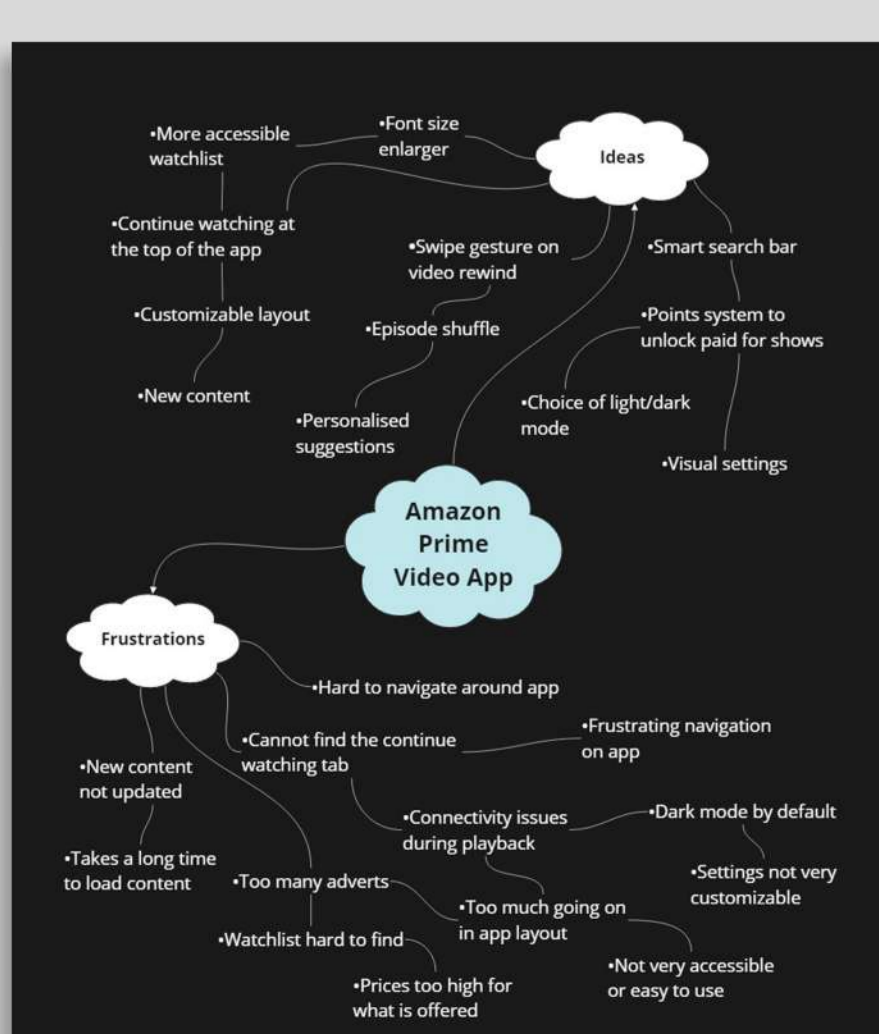 Ideas
•Font size
enlarger
•More accessible
watchlist
•Continue watching at
the top of the app
•Customizable layout
•New content
•Swipe gesture on
video rewind
•Episode shuffle
•Personalised
suggestions
•Smart search bar
•Points system to
unlock paid for shows
•Choice of light/dark
mode
•Visual settings
Amazon
Prime
Video App
Frustrations
•Hard to navigate around app
•Cannot find the continue
watching tab
•Frustrating navigation
on app
•New content
not updated
•Takes a long time
to load content
•Connectivity issues
during playback
•Dark mode by default
•Settings not very
customizable
•Too many adverts
•Too much going on
in app layout
•Watchlist hard to find
•Not very accessible
or easy to use
•Prices too high for
what is offered